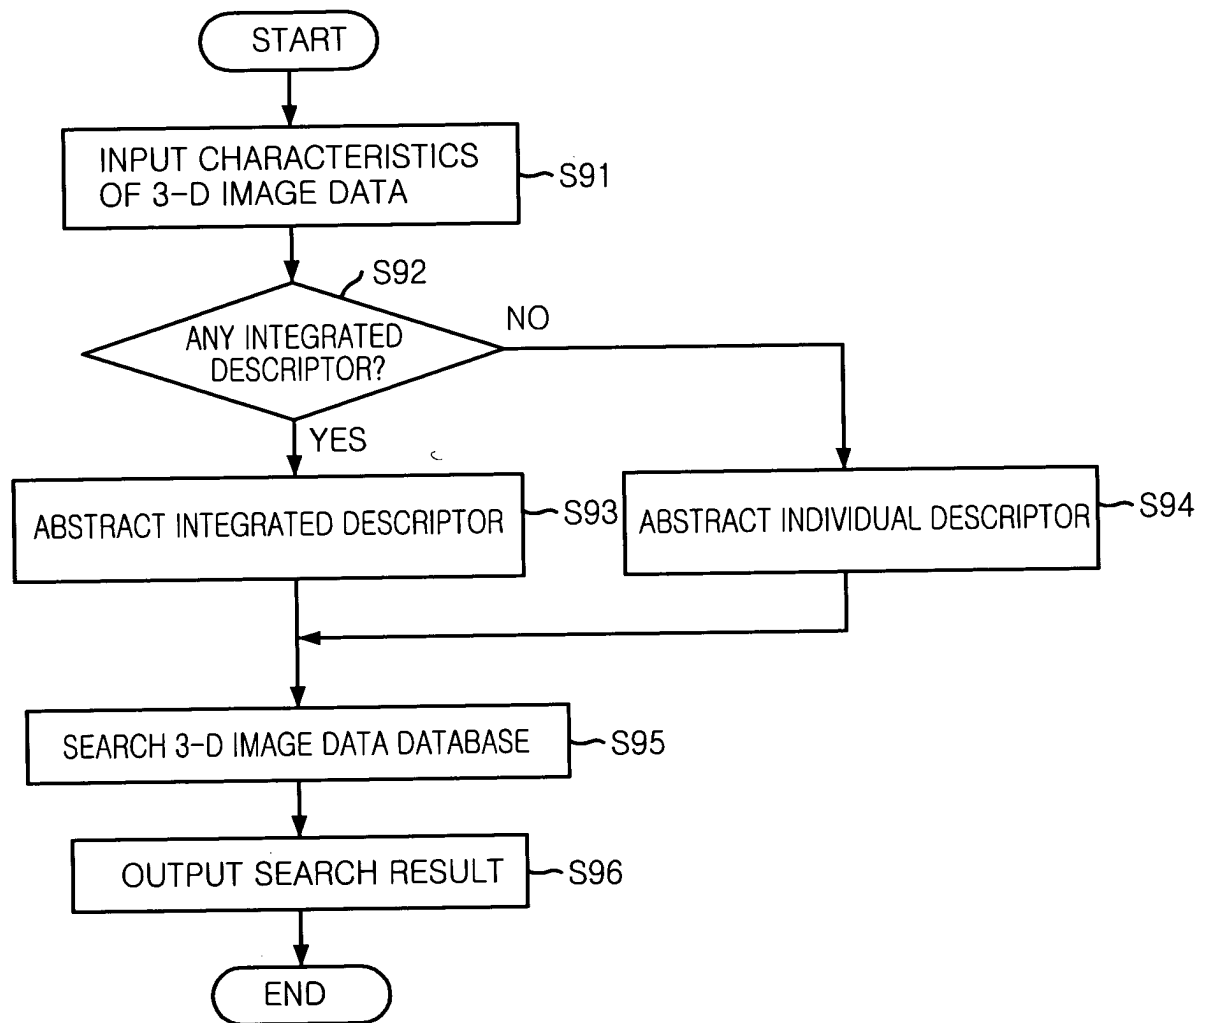 START
INPUT CHARACTERISTICS
OF 3-D IMAGE DATA
S91
S92
ANY INTEGRATED
DESCRIPTOR?
NO
YES
ABSTRACT INTEGRATED DESCRIPTOR
S93
ABSTRACT INDIVIDUAL DESCRIPTOR
S94
SEARCH 3-D IMAGE DATA DATABASE
S95
OUTPUT SEARCH RESULT
S96
END